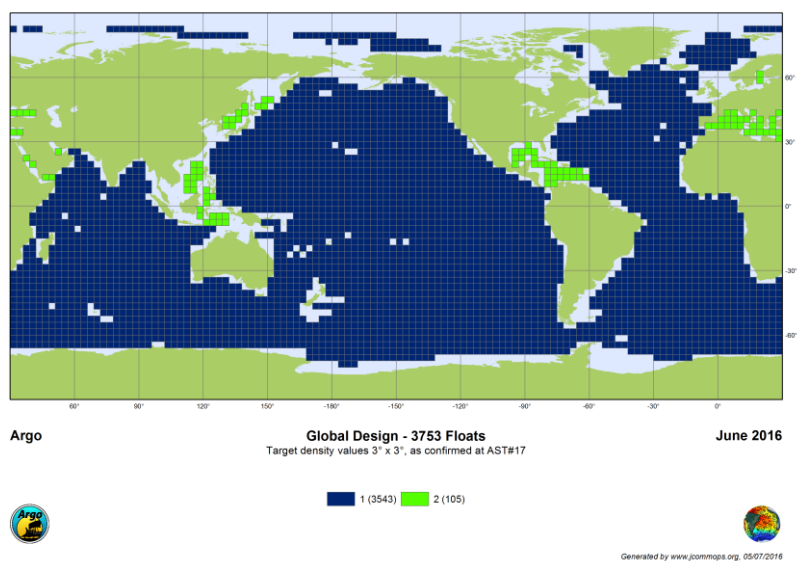 60°
30°
0°
-30°
-60°
60° 90° 120° 150° -150° -120° -90° -60° -30° 0°
Argo Global Design - 3753 Floats June 2016
Target density values 3° x 3°, as confirmed at AST#17
1 (3543) 2 (105)
Argo
Generated by www.jcommops.org, 05/07/2016